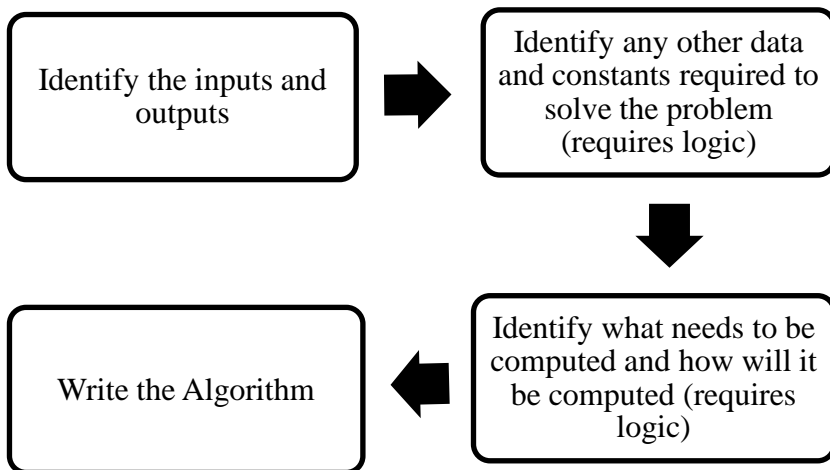 Identify the inputs and
outputs
Identify any other data
and constants required to
solve the problem
(requires logic)
Identify what needs to be
computed and how will it
be computed (requires
logic)
Write the Algorithm